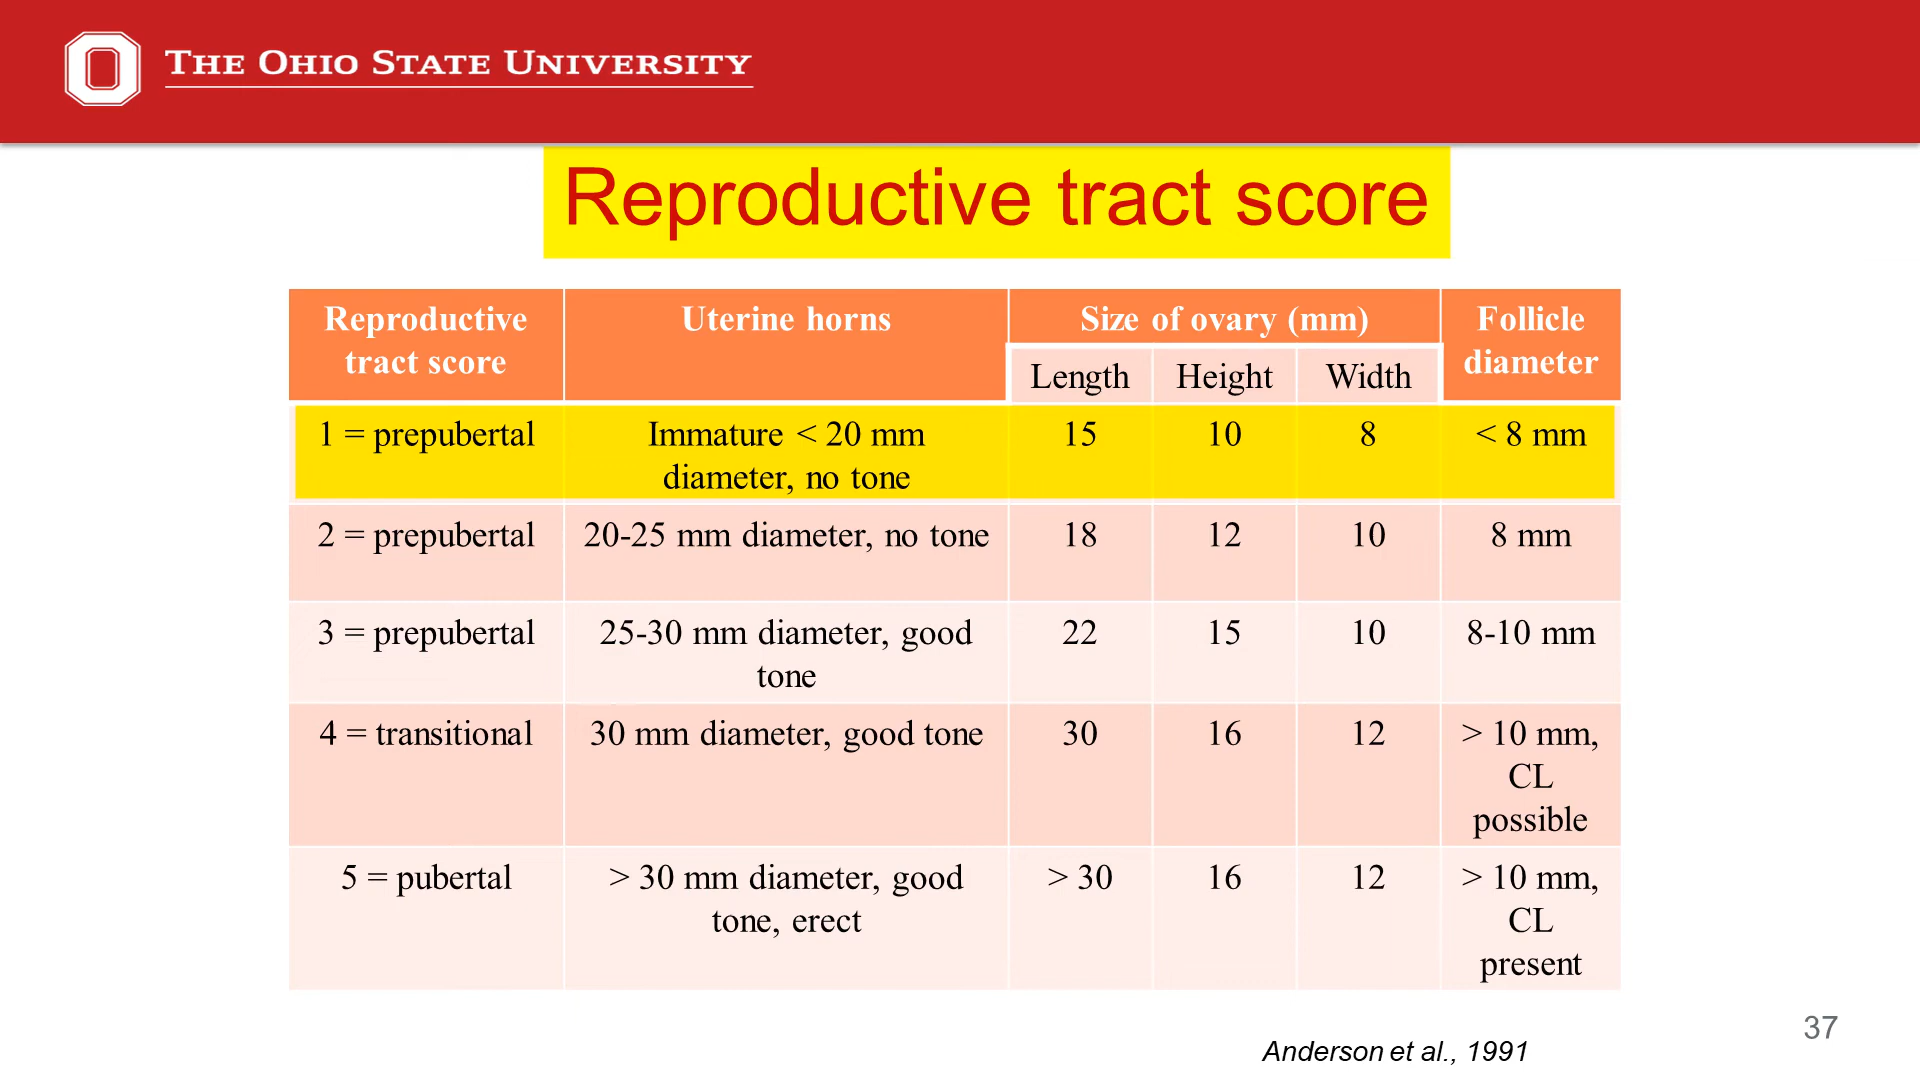 THE OHIO STATE UNIVERSITY
Reproductive tract score
Reproductive tract score Uterine horns Size of ovary (mm) Follicle diameter
Length Height Width
1 = prepubertal Immature < 20 mm diameter, no tone 15 10 8 < 8 mm
2 = prepubertal 20-25 mm diameter, no tone 18 12 10 8 mm
3 = prepubertal 25-30 mm diameter, good tone 22 15 10 8-10 mm
4 = transitional 30 mm diameter, good tone 30 16 12 > 10 mm, CL possible
5 = pubertal > 30 mm diameter, good tone, erect > 30 16 12 > 10 mm, CL present
37
Anderson et al., 1991